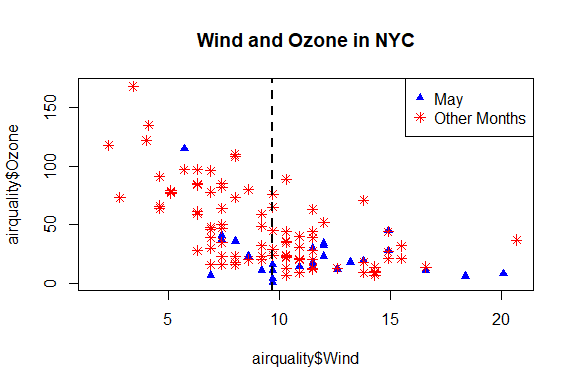 Wind and Ozone in NYC
May
Other Months
airquality$Ozone
0 50 100 150
5 10 15 20
airquality$Wind